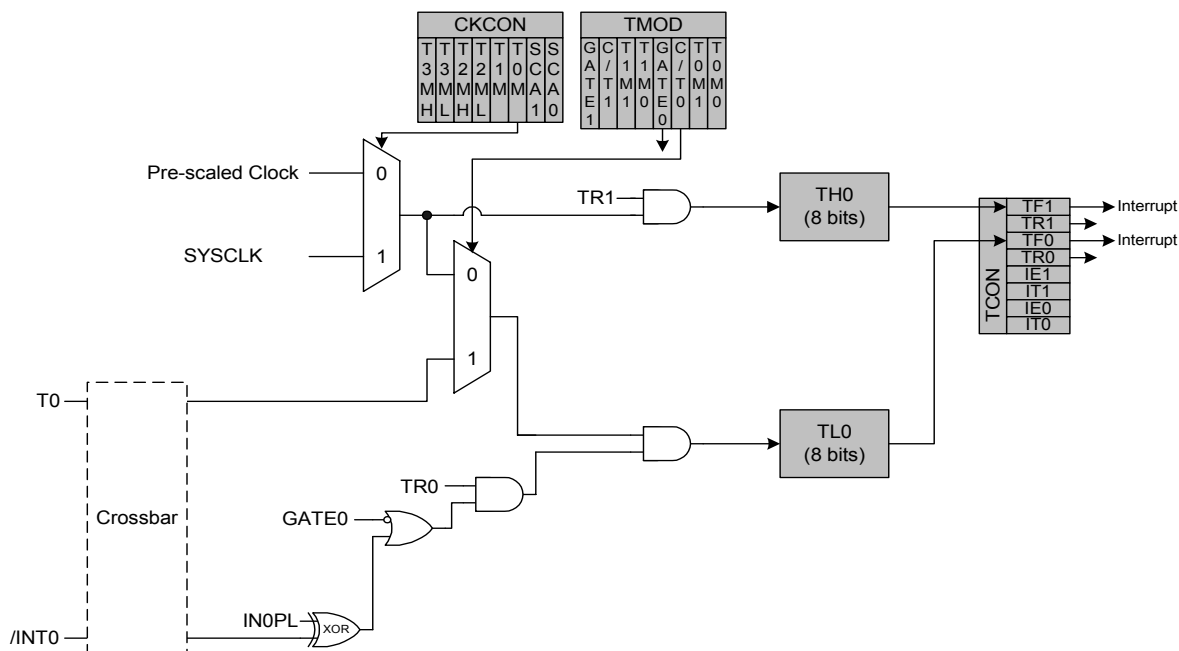 CKCON
TMOD
T3MH
T3ML
T2MH
T2ML
T1M
T0M
SCA1
SCA0
GATE1
C/T1
T1M1
T1M0
GATE0
C/T0
T0M1
T0M0
Pre-scaled Clock
0
SYSCLK
1
TR1
TH0
(8 bits)
TCON
TF1
TR1
TF0
TR0
IE1
IT1
IE0
IT0
Interrupt
Interrupt
0
1
T0
Crossbar
/INT0
TL0
(8 bits)
TR0
GATE0
IN0PL
XOR